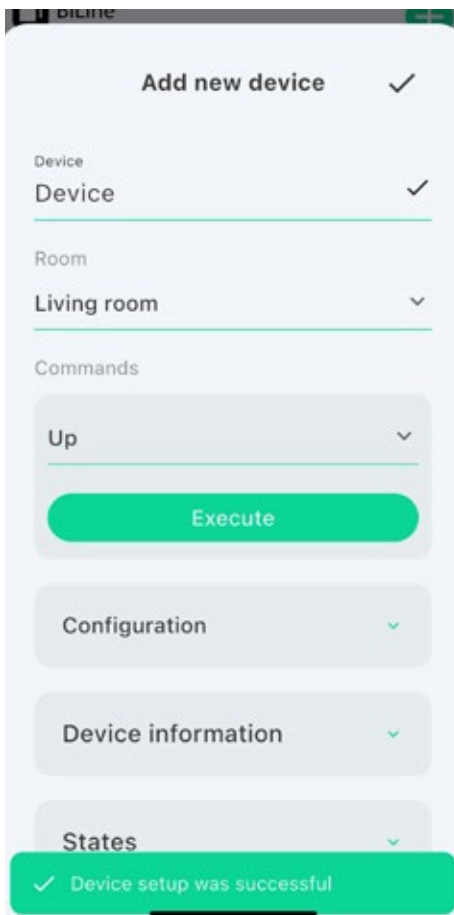 BiLine
Add new device
Device
Device
Room
Living room
Commands
Up
Execute
Configuration
Device information
States
Device setup was successful